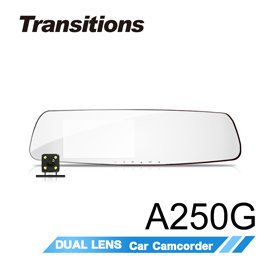 Transitions
A250G
DUAL LENS Car Camcorder